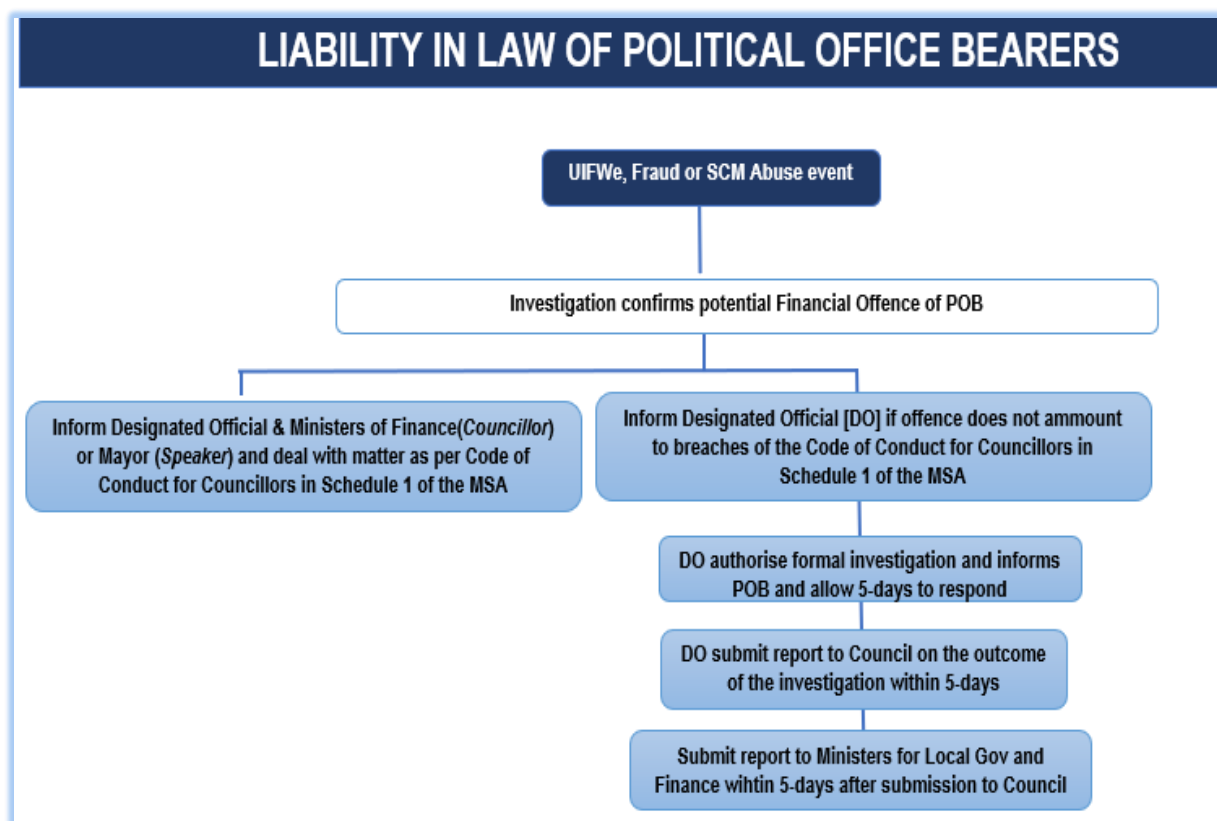 LIABILITY IN LAW OF POLITICAL OFFICE BEARERS
UIFWe, Fraud or SCM Abuse event
Investigation confirms potential Financial Offence of POB
Inform Designated Official & Ministers of Finance(Councillor)
or Mayor (Speaker) and deal with matter as per Code of
Conduct for Councillors in Schedule 1 of the MSA
Inform Designated Official [DO] if offence does not ammount
to breaches of the Code of Conduct for Councillors in
Schedule 1 of the MSA
DO authorise formal investigation and informs
POB and allow 5-days to respond
DO submit report to Council on the outcome
of the investigation within 5-days
Submit report to Ministers for Local Gov and
Finance wihtin 5-days after submission to Council